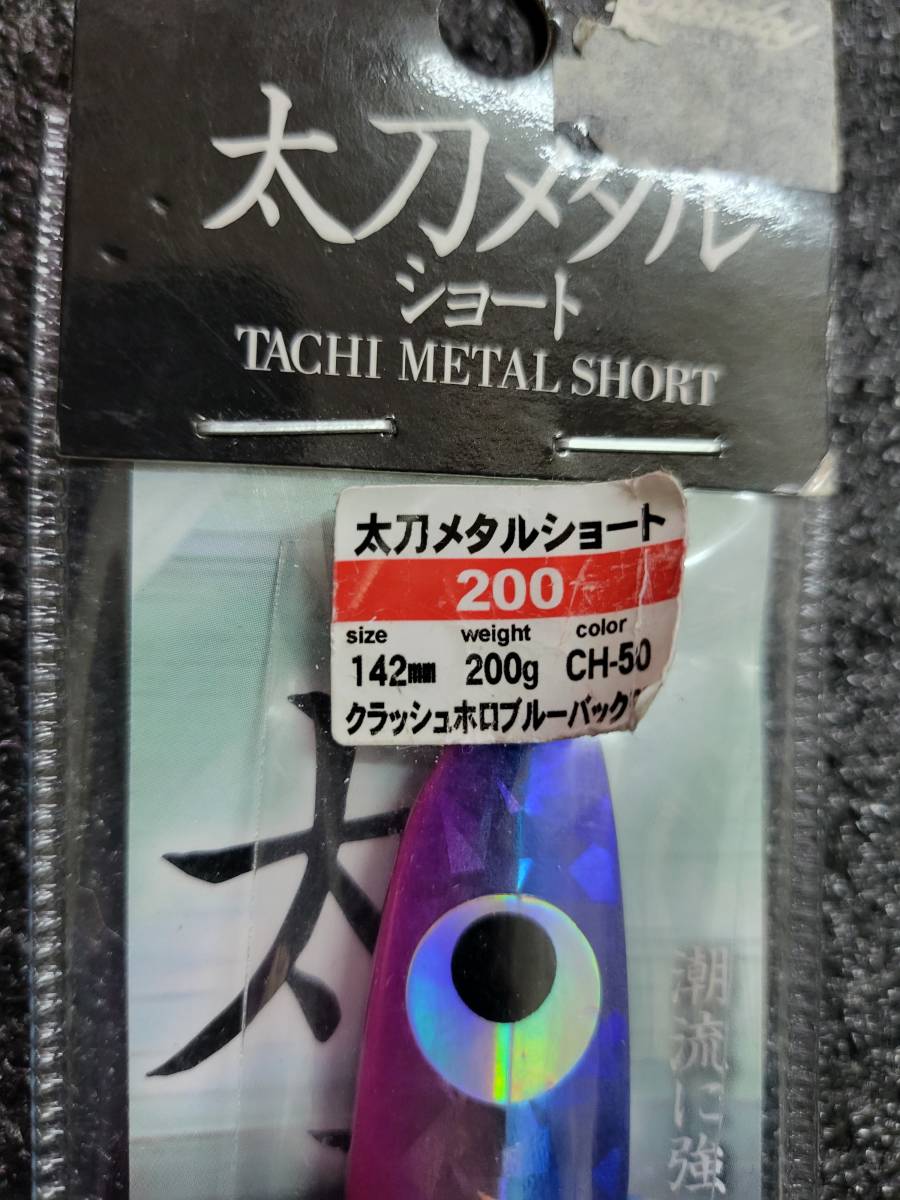 太刀メタル
ショート
TACHI METAL SHORT
太刀メタルショート
200
size weight color
142mm 200g CH-50
クラッシュホロブルーバック
太
潮流に強